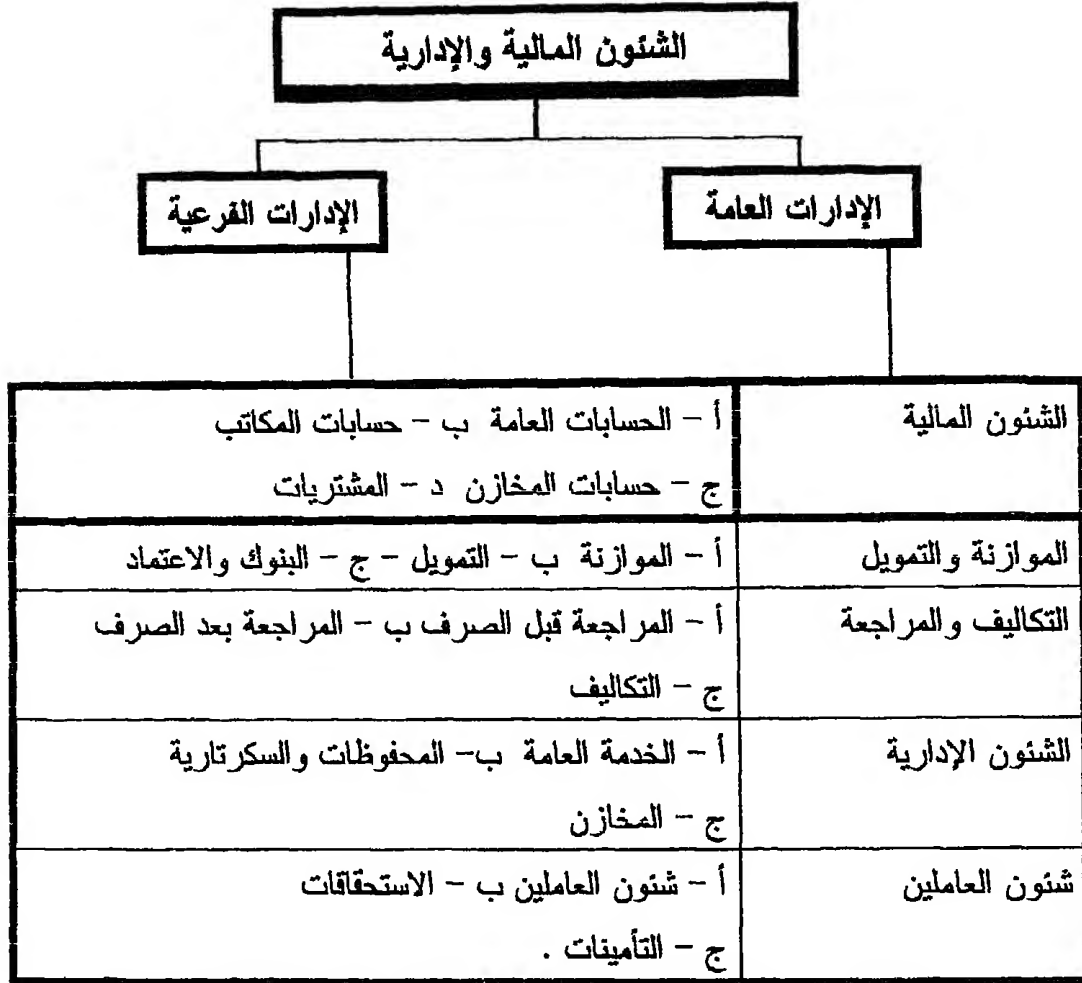 الشئون المالية والإدارية
الإدارات العامة
الإدارات الفرعية
الشئون المالية
أ – الحسابات العامة ب – حسابات المكاتب
ج – حسابات المخازن د – المشتريات
الموازنة والتمويل
أ – الموازنة ب – التمويل – ج – البنوك والاعتماد
التكاليف والمراجعة
أ – المراجعة قبل الصرف ب – المراجعة بعد الصرف
ج – التكاليف
الشئون الإدارية
أ – الخدمة العامة ب– المحفوظات والسكرتارية
ج – المخازن
شئون العاملين
أ – شئون العاملين ب – الاستحقاقات
ج – التأمينات .